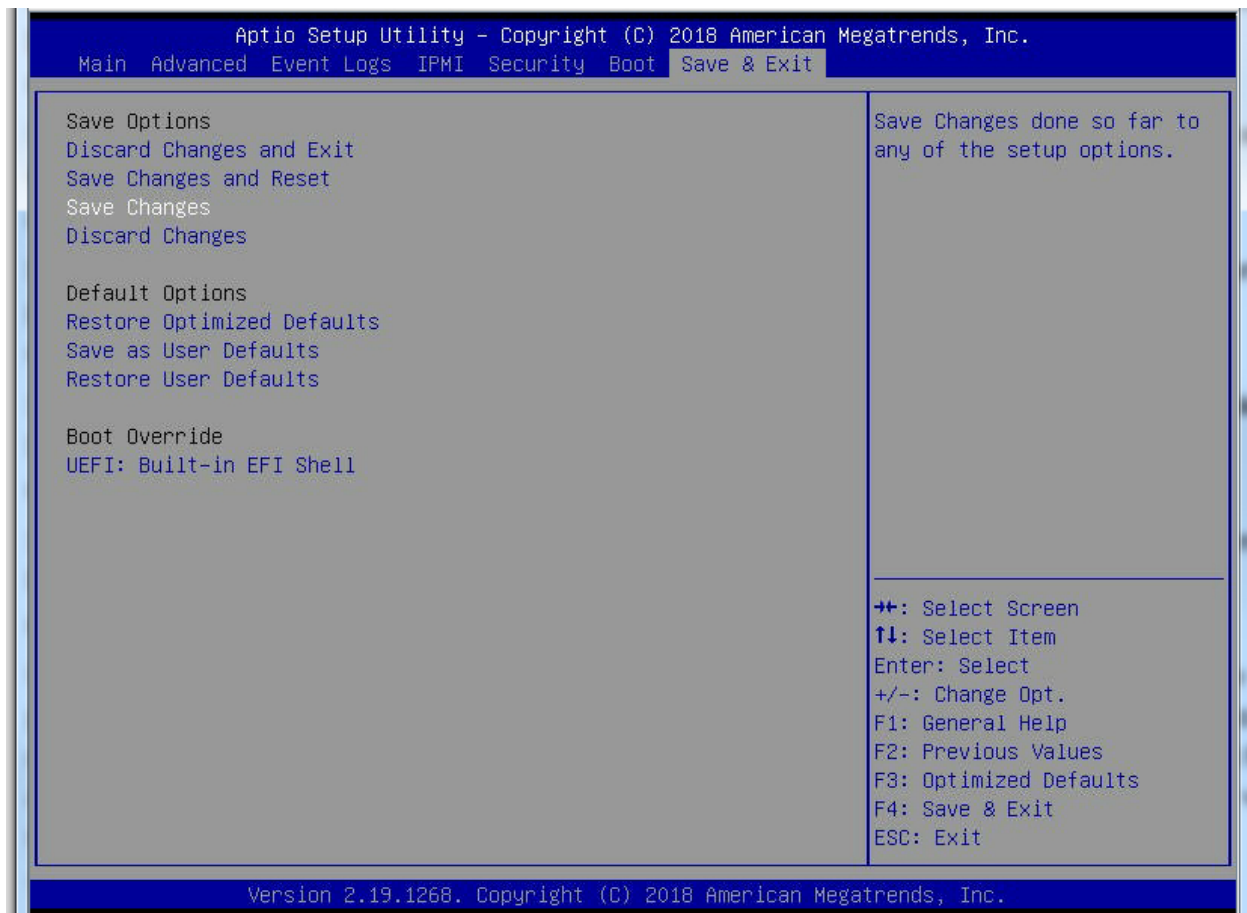 Aptio Setup Utility – Copyright (C) 2018 American Megatrends, Inc.
Main Advanced Event Logs IPMI Security Boot Save & Exit
Save Options
Discard Changes and Exit
Save Changes and Reset
Save Changes
Discard Changes
Default Options
Restore Optimized Defaults
Save as User Defaults
Restore User Defaults
Boot Override
UEFI: Built-in EFI Shell
Save Changes done so far to
any of the setup options.
→←: Select Screen
↑↓: Select Item
Enter: Select
+/-: Change Opt.
F1: General Help
F2: Previous Values
F3: Optimized Defaults
F4: Save & Exit
ESC: Exit
Version 2.19.1268. Copyright (C) 2018 American Megatrends, Inc.